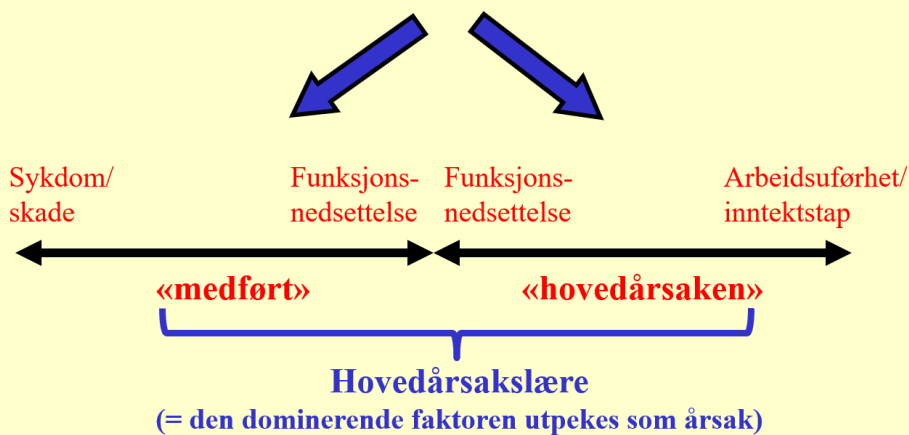 Sykdom/
skade
Funksjons-
nedsettelse
Funksjons-
nedsettelse
Arbeidsuførhet/
inntektstap
«medført»
«hovedårsaken»
Hovedårsakslære
(= den dominerende faktoren utpekes som årsak)